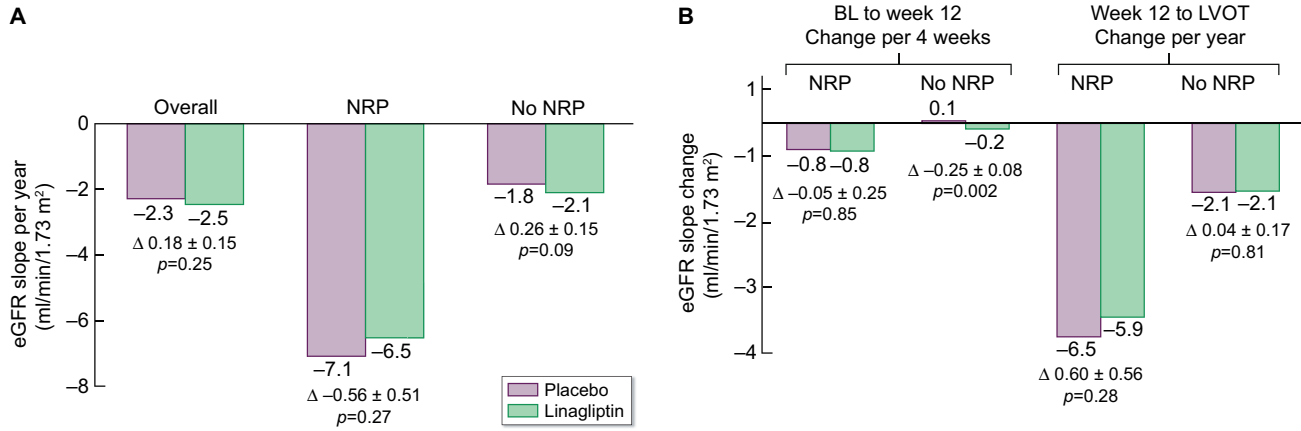 A
Overall
NRP
No NRP
0
–2
–4
–6
–8
eGFR slope per year
(ml/min/1.73 m²)
–2.3
–2.5
Δ 0.18 ± 0.15
p=0.25
–7.1
–6.5
Δ –0.56 ± 0.51
p=0.27
–1.8
–2.1
Δ 0.26 ± 0.15
p=0.09
Placebo
Linagliptin
B
BL to week 12
Change per 4 weeks
Week 12 to LVOT
Change per year
NRP
No NRP
NRP
No NRP
1
–1
–2
–3
–4
eGFR slope change
(ml/min/1.73 m²)
–0.8
–0.8
Δ –0.05 ± 0.25
p=0.85
0.1
–0.2
Δ –0.25 ± 0.08
p=0.002
–6.5
–5.9
Δ 0.60 ± 0.56
p=0.28
–2.1
–2.1
Δ 0.04 ± 0.17
p=0.81